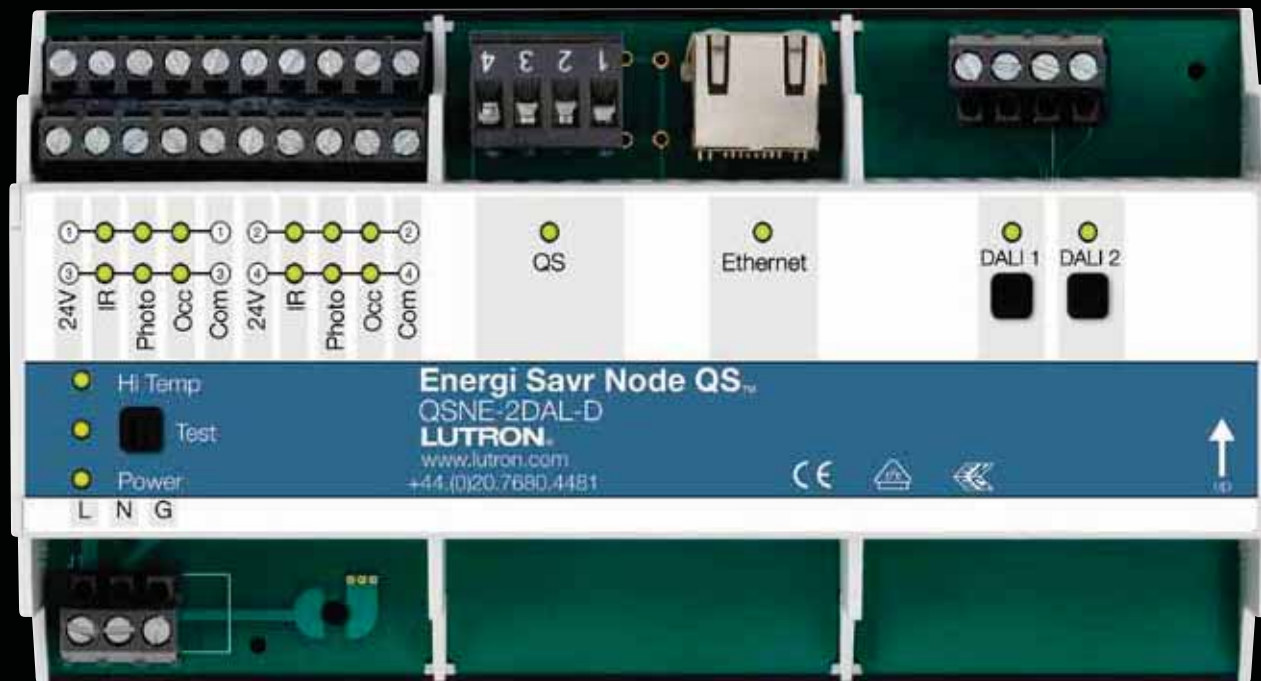 4 3 2 1
1 1 2 2
3 3 4 4
24V IR Photo Occ Com 24V IR Photo Occ Com
QS
Ethernet
DALI 1 DALI 2
Hi Temp
Test
Power
L N G
Energi Savr Node QS™
QSNE-2DAL-D
LUTRON®
www.lutron.com
+44.(0)20.7680.4481
CE
UP